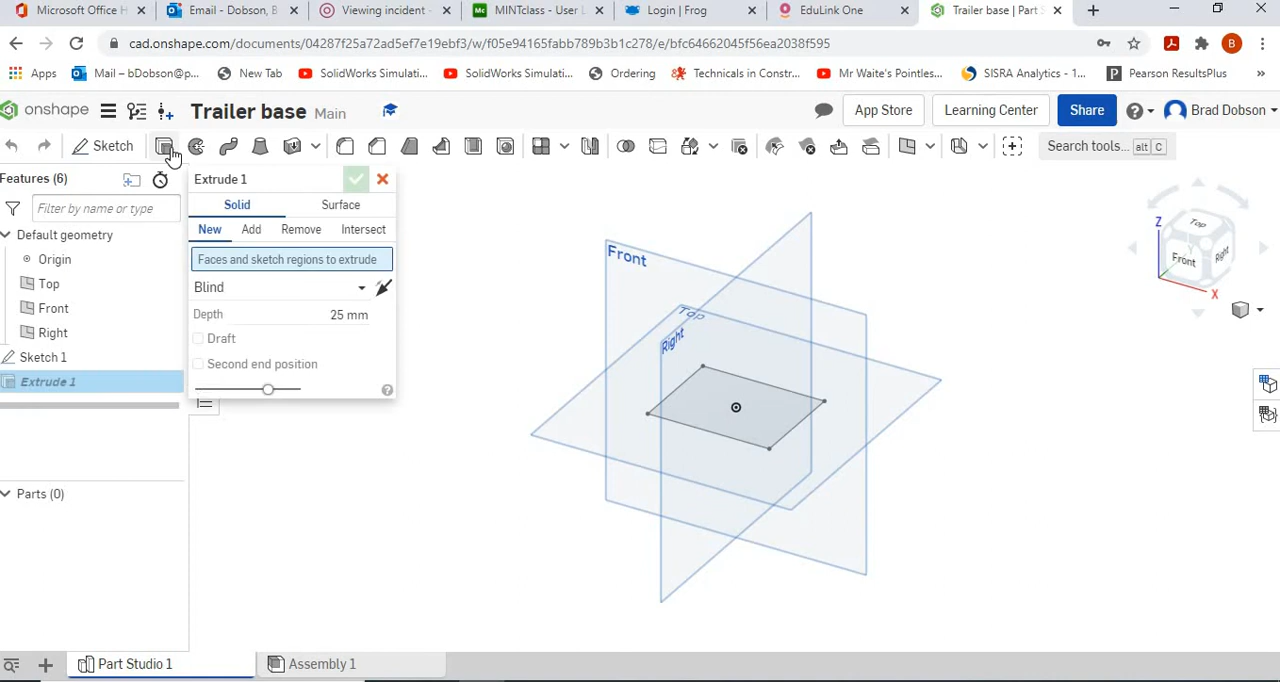 Microsoft Office H
Email - Dobson, B
Viewing incident -
MINTclass - User L
Login | Frog
EduLink One
Trailer base | Part S
cad.onshape.com/documents/04287f25a72ad5ef7e19ebf3/w/f05e94165fabb789b3b1c278/e/bfc64662045f56ea2038f595
B
Apps
Mail – bDobson@p...
New Tab
SolidWorks Simulati...
SolidWorks Simulati...
Ordering
Technicals in Constr...
Mr Waite's Pointles...
SISRA Analytics - 1...
Pearson ResultsPlus
»
onshape
Trailer base Main
App Store
Learning Center
Share
Brad Dobson
Sketch
Search tools... alt C
Features (6)
Filter by name or type
Default geometry
Origin
Top
Front
Right
Sketch 1
Extrude 1
Parts (0)
Extrude 1
Solid
Surface
New
Add
Remove
Intersect
Faces and sketch regions to extrude
Blind
Depth
25 mm
Draft
Second end position
Front
Top
Right
Z
Top
Y
Front
Right
X
Part Studio 1
Assembly 1